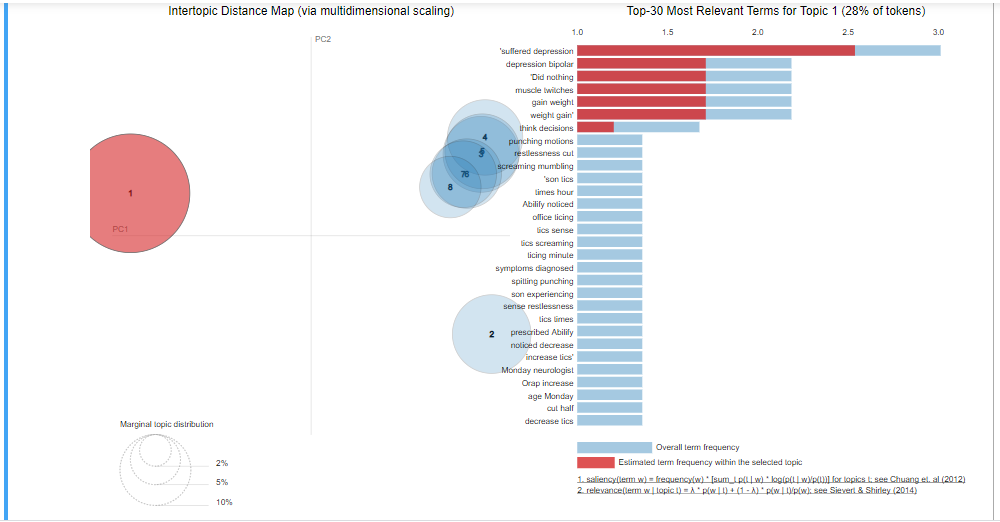 Intertopic Distance Map (via multidimensional scaling)
PC2
PC1
1
4
5
3
76
8
2
Marginal topic distribution
2%
5%
10%
Top-30 Most Relevant Terms for Topic 1 (28% of tokens)
1.0 1.5 2.0 2.5 3.0
'suffered depression
depression bipolar
'Did nothing
muscle twitches
gain weight
weight gain'
think decisions
punching motions
restlessness cut
screaming mumbling
'son tics
times hour
Abilify noticed
office ticing
tics sense
tics screaming
ticing minute
symptoms diagnosed
spitting punching
son experiencing
sense restlessness
tics times
prescribed Abilify
noticed decrease
increase tics'
Monday neurologist
Orap increase
age Monday
cut half
decrease tics
Overall term frequency
Estimated term frequency within the selected topic
1. saliency(term w) = frequency(w) * [sum_t p(t | w) * log(p(t | w)/p(t))] for topics t; see Chuang et. al (2012)
2. relevance(term w | topic t) = λ * p(w | t) + (1 - λ) * p(w | t)/p(w); see Sievert & Shirley (2014)